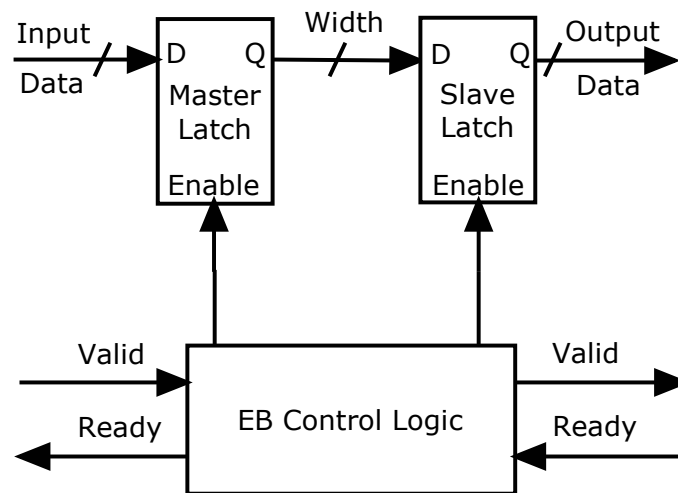 Input
Data
D Q
Master
Latch
Enable
Width
D Q
Slave
Latch
Enable
Output
Data
Valid
Ready
EB Control Logic
Valid
Ready